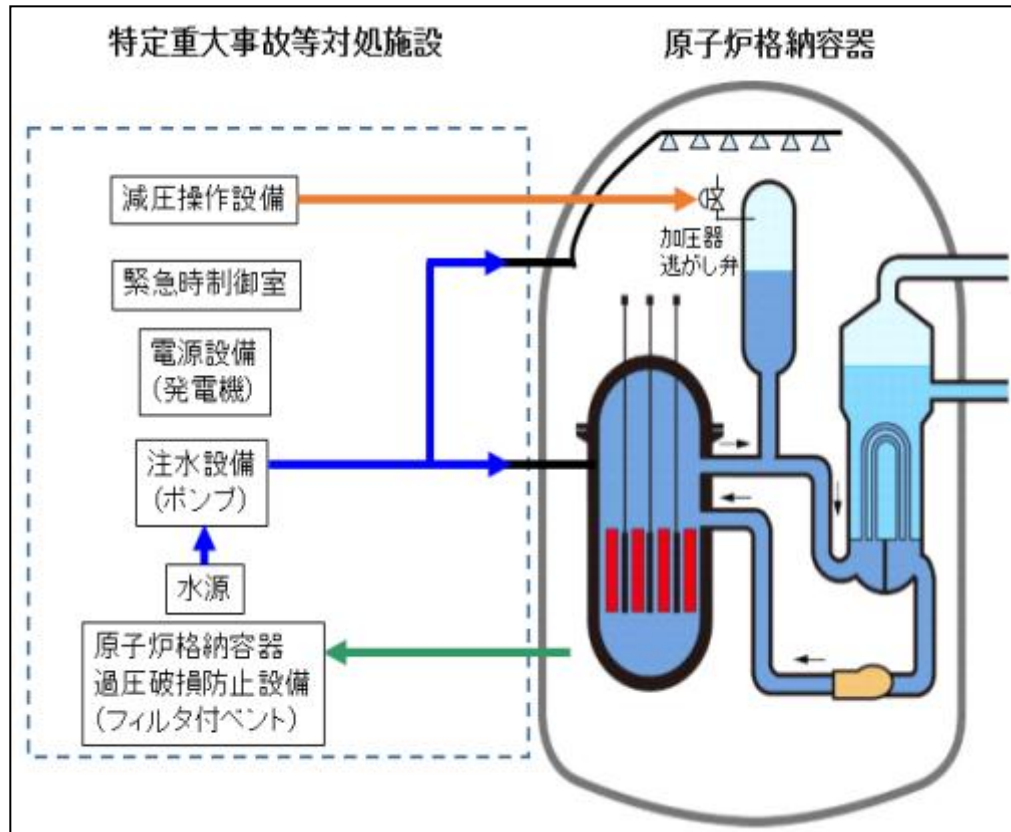 特定重大事故等対処施設
原子炉格納容器
減圧操作設備
加圧器
逃がし弁
緊急時制御室
電源設備
(発電機)
注水設備
(ポンプ)
水源
原子炉格納容器
過圧破損防止設備
(フィルタ付ベント)